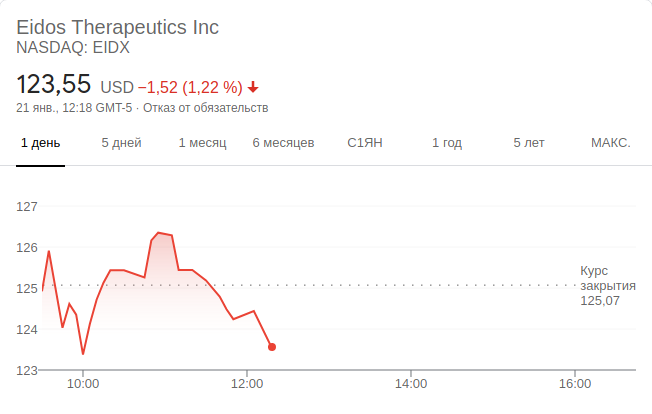 Eidos Therapeutics Inc
NASDAQ: EIDX
123,55 USD −1,52 (1,22 %)
21 янв., 12:18 GMT-5 · Отказ от обязательств
1 день 5 дней 1 месяц 6 месяцев С1ЯН 1 год 5 лет МАКС.
127
126
125
124
123
Курс
закрытия
125,07
10:00 12:00 14:00 16:00